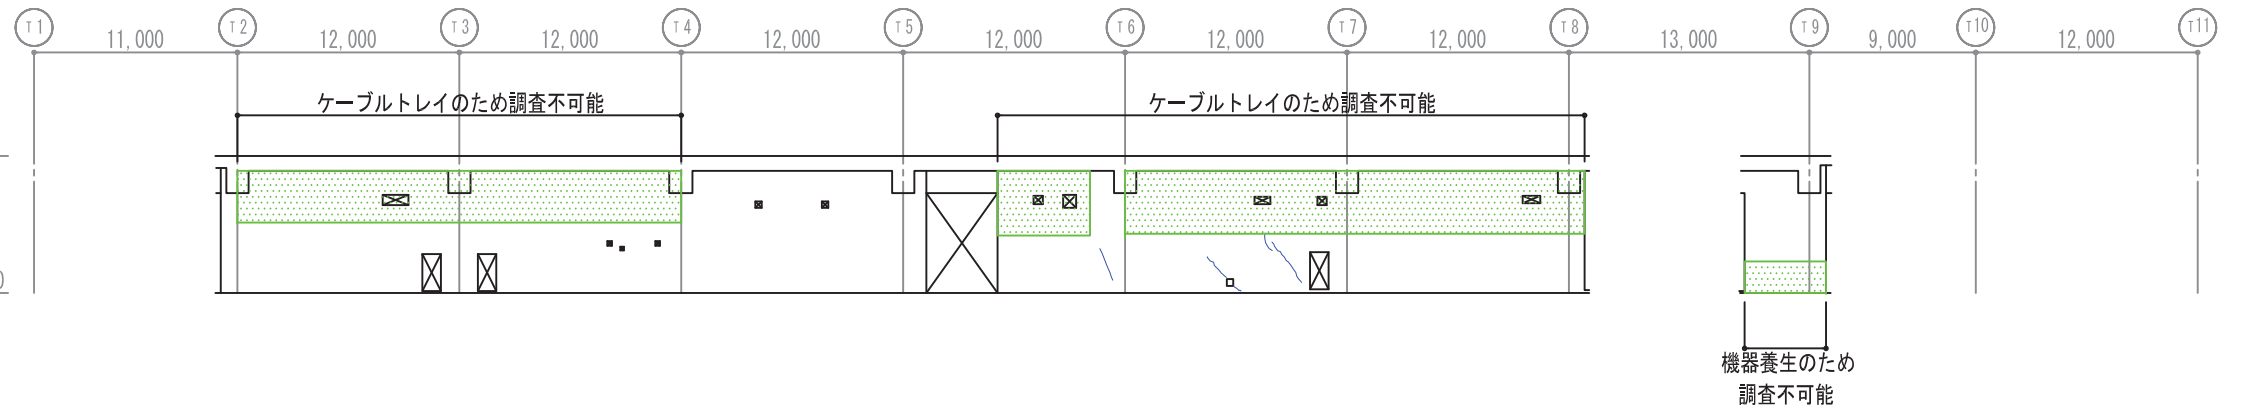 T1 T2 T3 T4 T5 T6 T7 T8 T9 T10 T11
11,000 12,000 12,000 12,000 12,000 12,000 12,000 13,000 9,000 12,000
ケーブルトレイのため調査不可能 ケーブルトレイのため調査不可能
機器養生のため
調査不可能